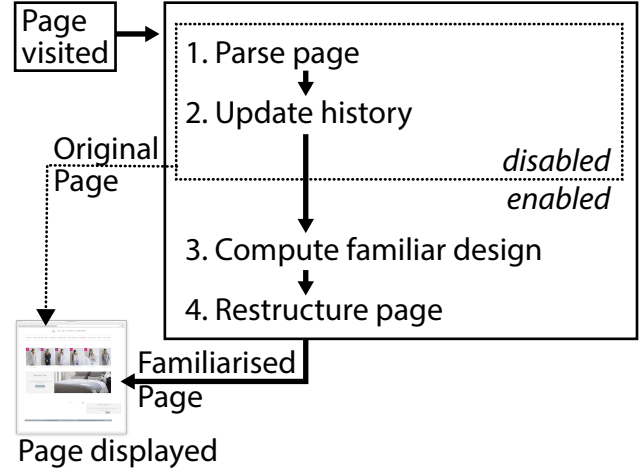 Page
visited
1. Parse page
2. Update history
Original
Page
disabled
enabled
3. Compute familiar design
4. Restructure page
Familiarised
Page
Page displayed